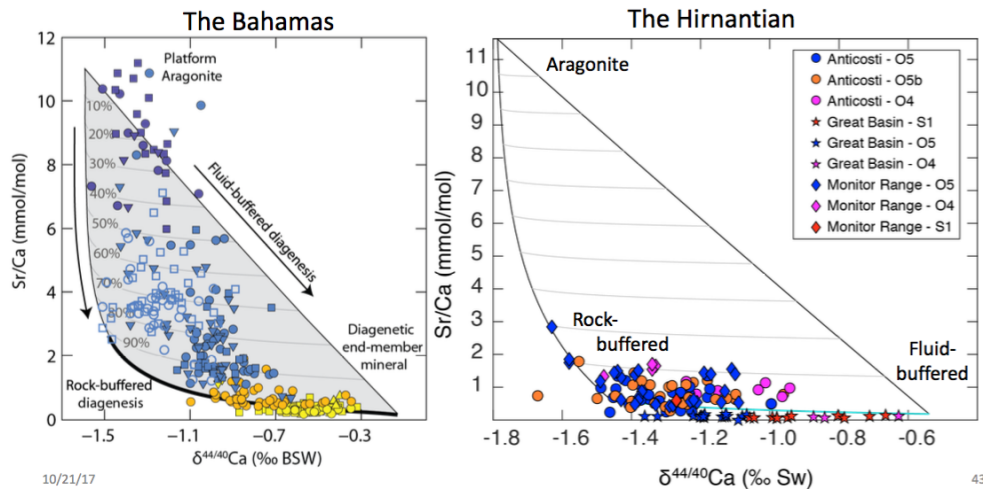 The Bahamas
12
10
8
6
4
2
0
Sr/Ca (mmol/mol)
Platform
Aragonite
10%
20%
30%
40%
50%
60%
70%
80%
90%
Fluid-buffered diagenesis
Diagenetic
end-member
mineral
Rock-buffered
diagenesis
−1.5
−1.1
−0.7
−0.3
δ44/40Ca (‰ BSW)
10/21/17
The Hirnantian
11
10
9
8
7
6
5
4
3
2
1
0
Sr/Ca (mmol/mol)
Aragonite
Rock-
buffered
Fluid-
buffered
Anticosti - O5
Anticosti - O5b
Anticosti - O4
Great Basin - S1
Great Basin - O5
Great Basin - O4
Monitor Range - O5
Monitor Range - O4
Monitor Range - S1
-1.8
-1.6
-1.4
-1.2
-1
-0.8
-0.6
δ44/40Ca (‰ Sw)
43